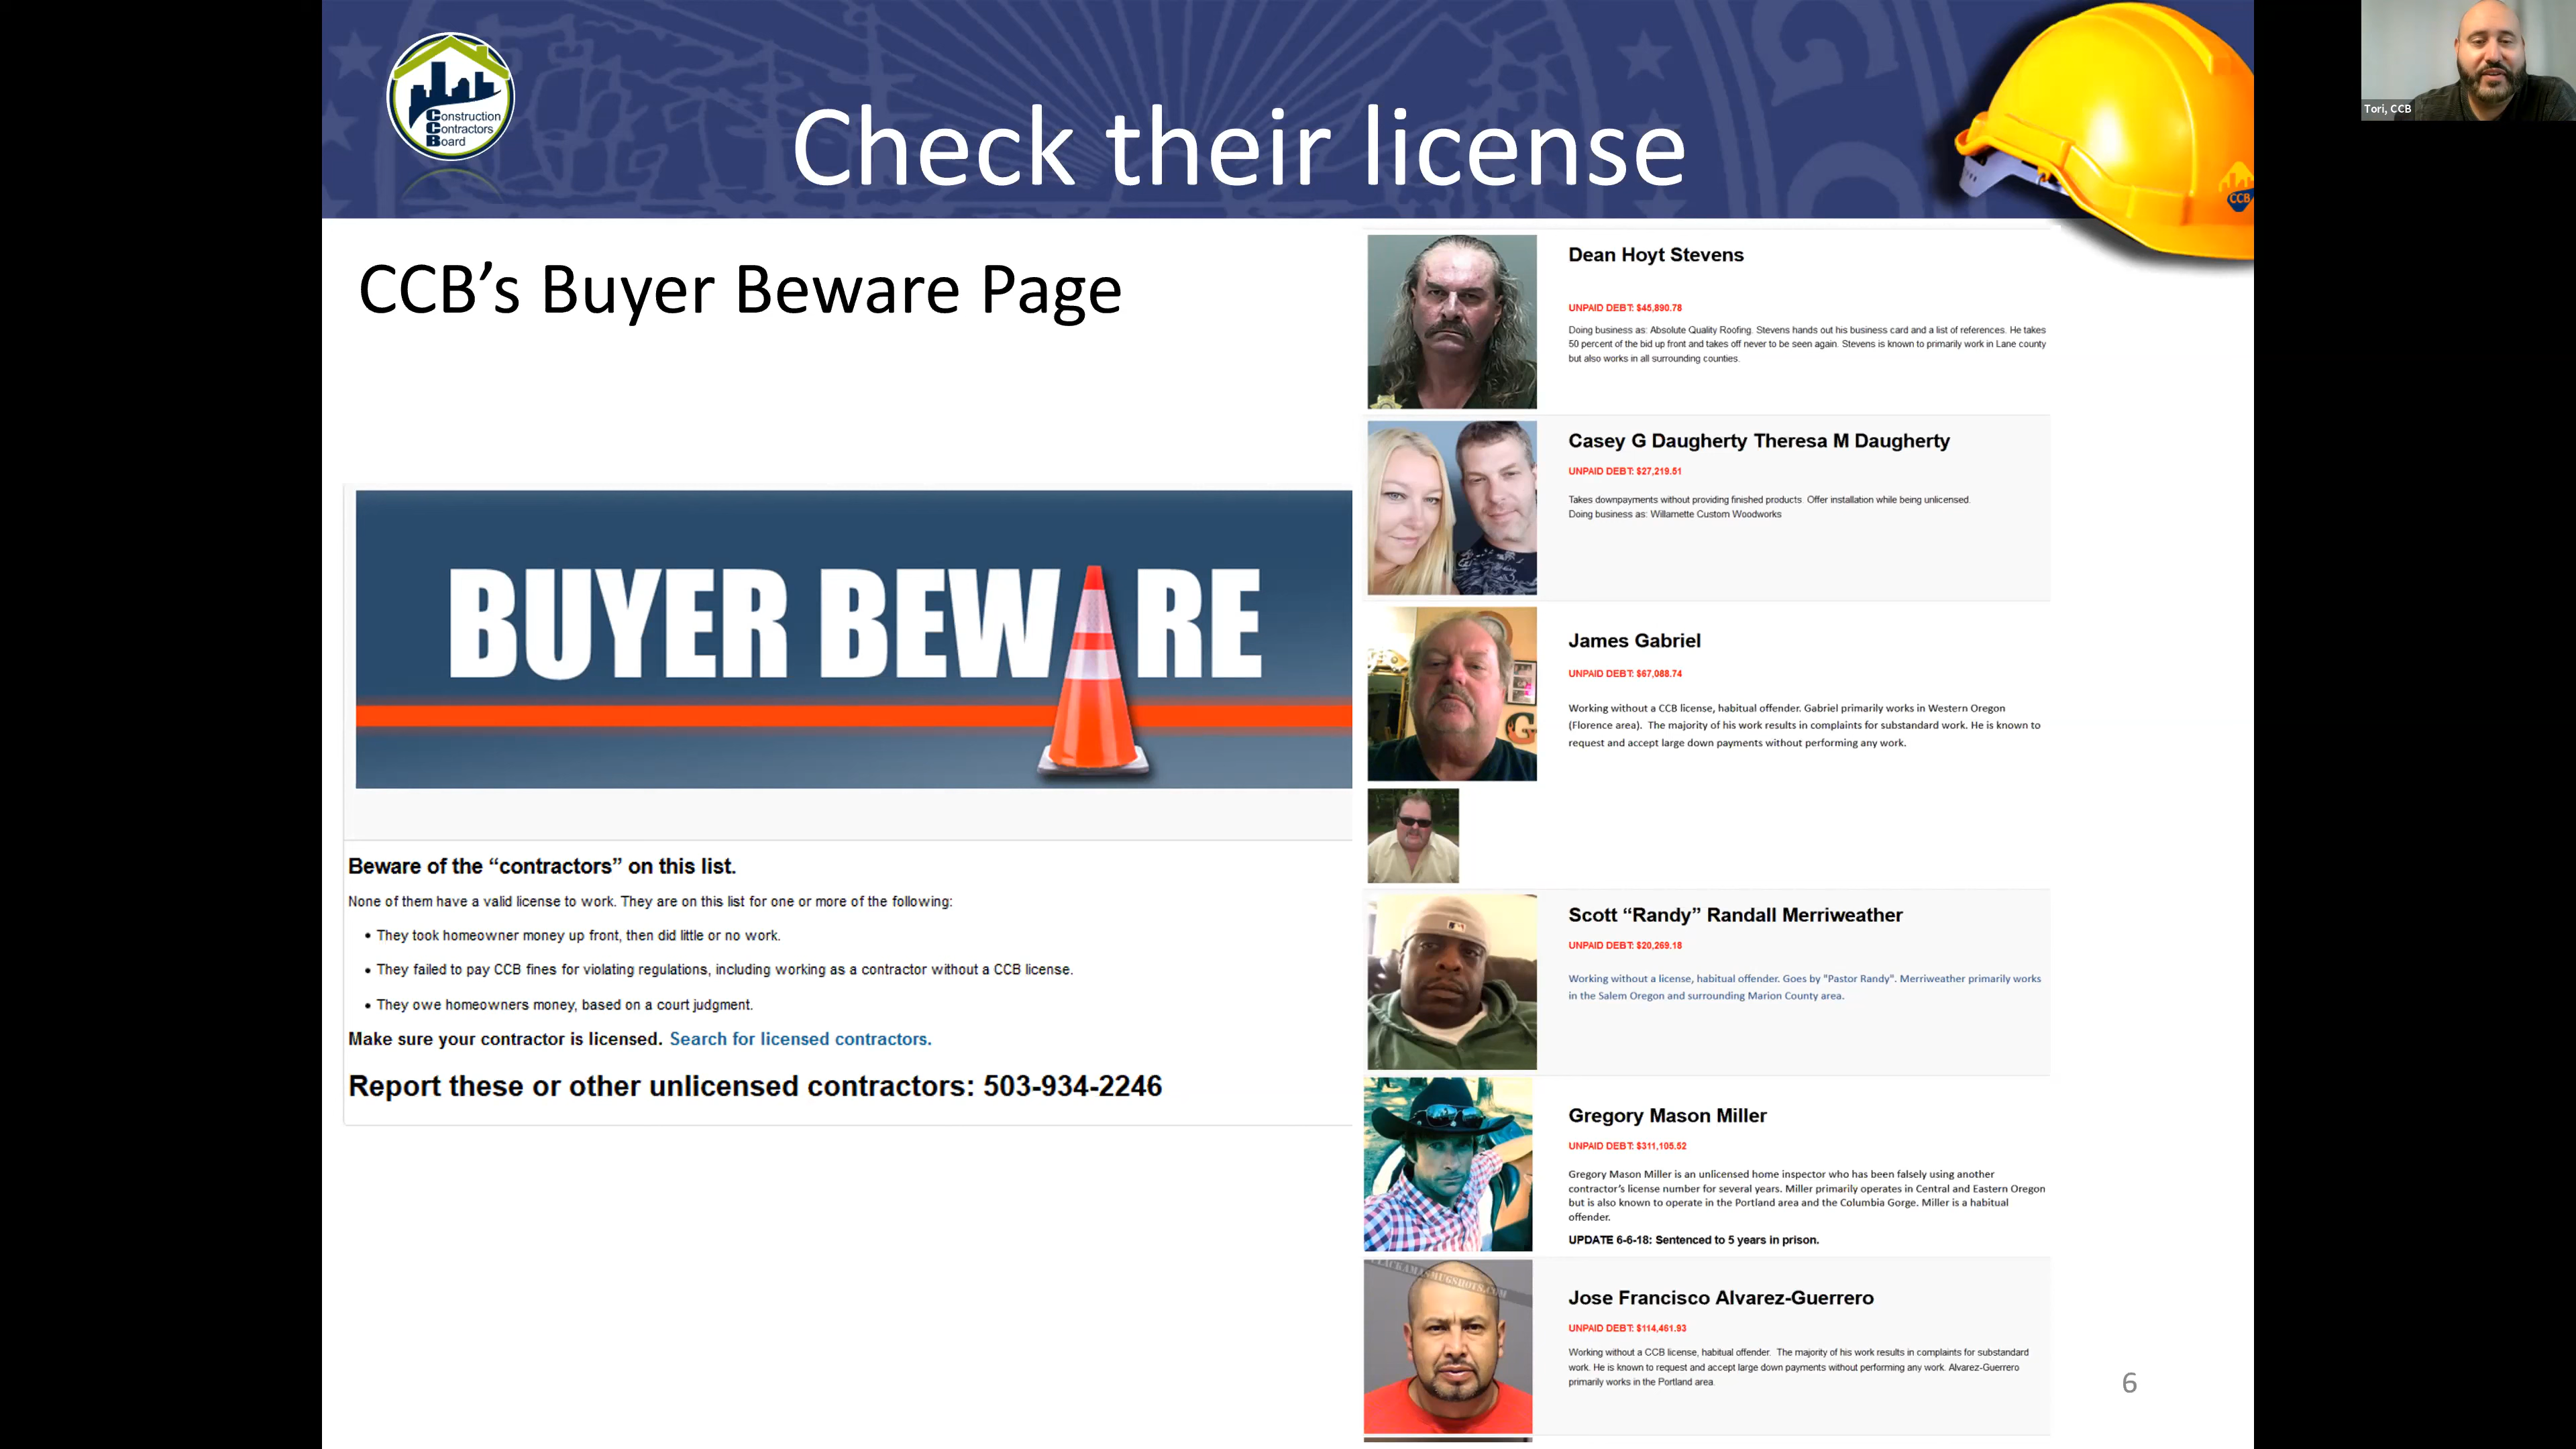 Construction
Contractors
Board
Check their license
CCB
Tori, CCB
CCB’s Buyer Beware Page
BUYER BEWARE
Beware of the “contractors” on this list.
None of them have a valid license to work. They are on this list for one or more of the following:
• They took homeowner money up front, then did little or no work.
• They failed to pay CCB fines for violating regulations, including working as a contractor without a CCB license.
• They owe homeowners money, based on a court judgment.
Make sure your contractor is licensed. Search for licensed contractors.
Report these or other unlicensed contractors: 503-934-2246
Dean Hoyt Stevens
UNPAID DEBT: $45,890.78
Doing business as: Absolute Quality Roofing. Stevens hands out his business card and a list of references. He takes
50 percent of the bid up front and takes off never to be seen again. Stevens is known to primarily work in Lane county
but also works in all surrounding counties.
Casey G Daugherty Theresa M Daugherty
UNPAID DEBT: $27,219.51
Takes downpayments without providing finished products Offer installation while being unlicensed.
Doing business as: Willamette Custom Woodworks
James Gabriel
UNPAID DEBT: $67,088.74
Working without a CCB license, habitual offender. Gabriel primarily works in Western Oregon
(Florence area). The majority of his work results in complaints for substandard work. He is known to
request and accept large down payments without performing any work.
G
Scott “Randy” Randall Merriweather
UNPAID DEBT: $20,269.18
Working without a license, habitual offender. Goes by "Pastor Randy". Merriweather primarily works
in the Salem Oregon and surrounding Marion County area.
Gregory Mason Miller
UNPAID DEBT: $311,105.52
Gregory Mason Miller is an unlicensed home inspector who has been falsely using another
contractor’s license number for several years. Miller primarily operates in Central and Eastern Oregon
but is also known to operate in the Portland area and the Columbia Gorge. Miller is a habitual
offender.
UPDATE 6-6-18: Sentenced to 5 years in prison.
Jose Francisco Alvarez-Guerrero
UNPAID DEBT: $114,461.93
Working without a CCB license, habitual offender. The majority of his work results in complaints for substandard
work. He is known to request and accept large down payments without performing any work. Alvarez-Guerrero
primarily works in the Portland area.
6